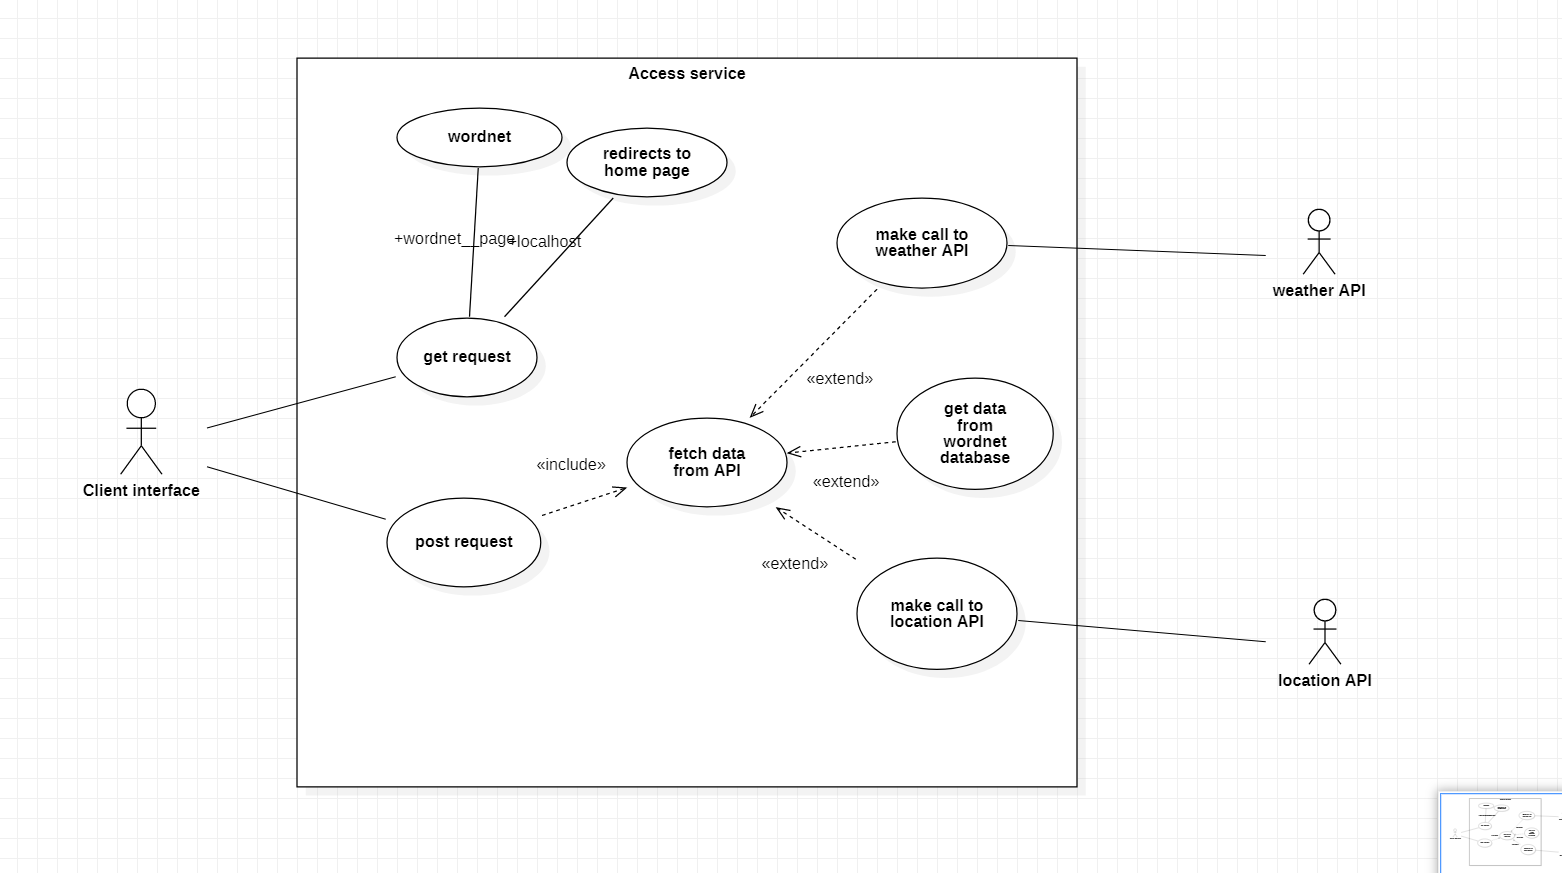 Access service
wordnet
redirects to
home page
+wordnet__page
+localhost
make call to
weather API
weather API
get request
«extend»
get data
from
wordnet
database
fetch data
from API
«include»
«extend»
Client interface
post request
«extend»
make call to
location API
location API